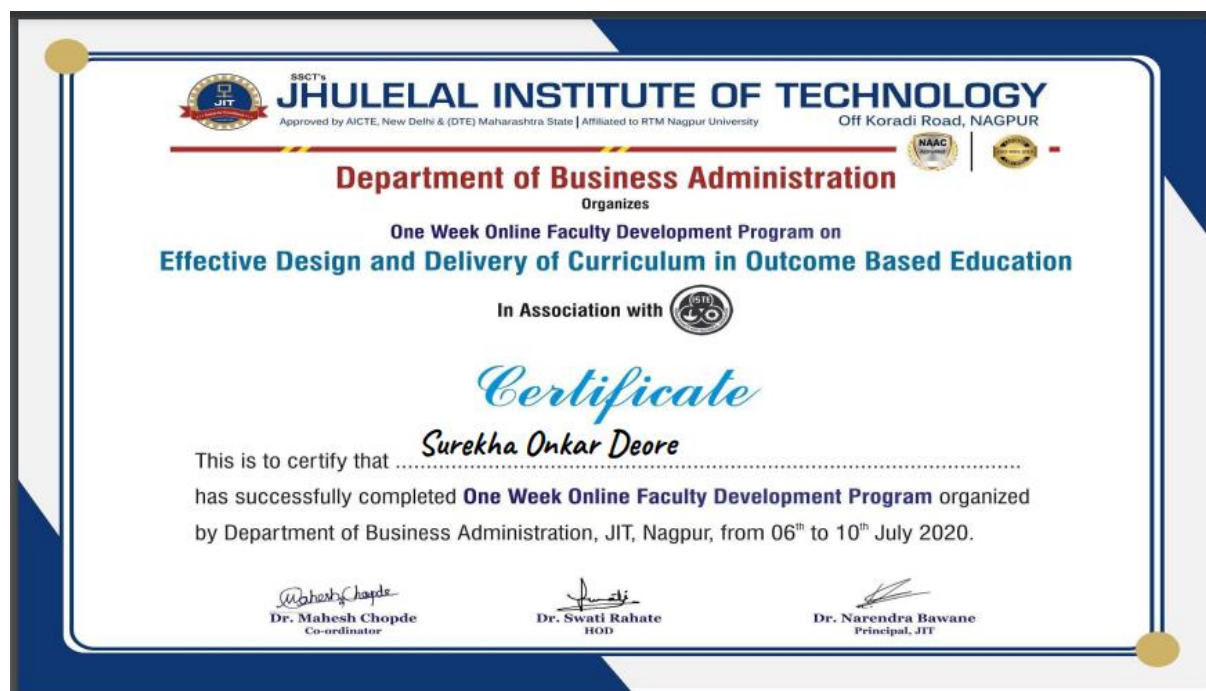 SSCT's
JHULELAL INSTITUTE OF TECHNOLOGY
Approved by AICTE, New Delhi & (DTE) Maharashtra State | Affiliated to RTM Nagpur University
Off Koradi Road, NAGPUR
JIT
NAAC
Department of Business Administration
Organizes
One Week Online Faculty Development Program on
Effective Design and Delivery of Curriculum in Outcome Based Education
In Association with ISTE
Certificate
This is to certify that Surekha Onkar Deore
has successfully completed One Week Online Faculty Development Program organized
by Department of Business Administration, JIT, Nagpur, from 06th to 10th July 2020.
Mahesh Chopde
Dr. Mahesh Chopde
Co-ordinator
Dr. Swati Rahate
HOD
Dr. Narendra Bawane
Principal, JIT